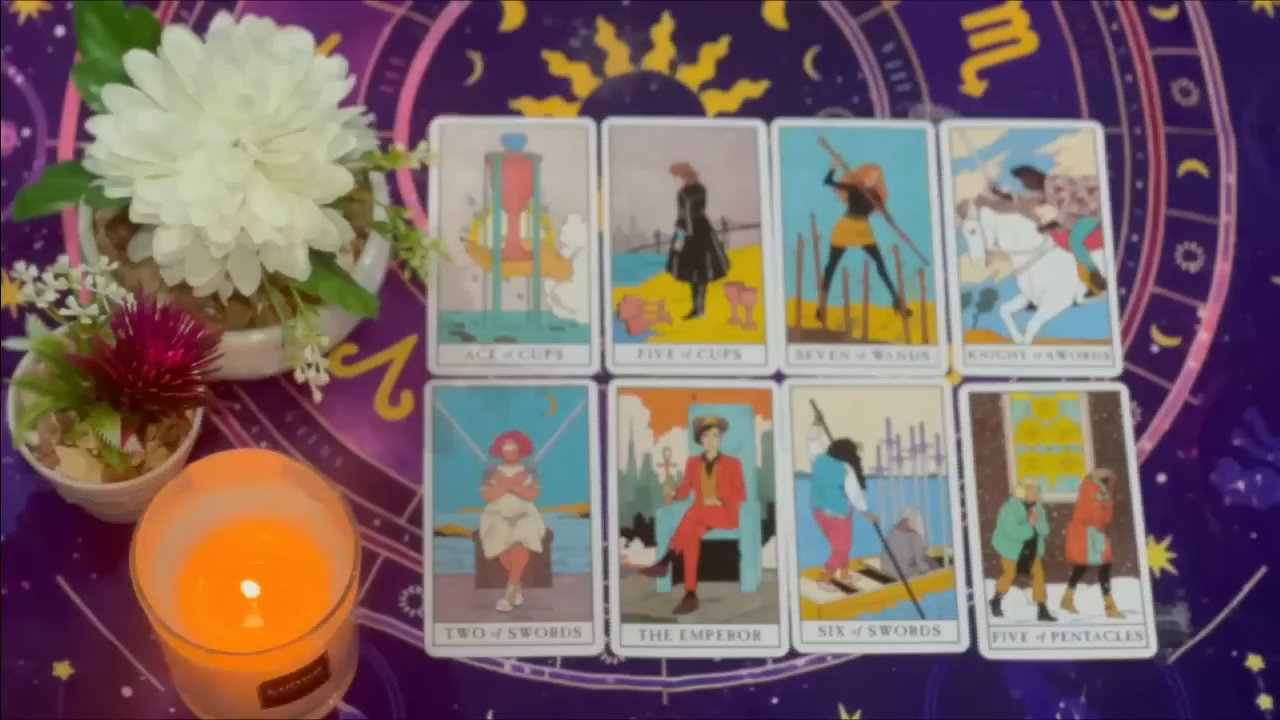 ACE of CUPS
FIVE of CUPS
SEVEN of WANDS
KNIGHT of SWORDS
TWO of SWORDS
THE EMPEROR
SIX of SWORDS
FIVE of PENTACLES